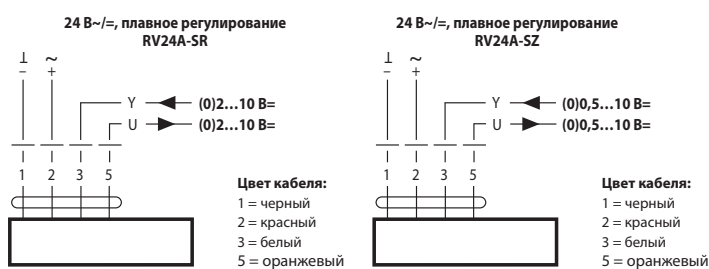 24 В~/=, плавное регулирование
RV24A-SR
⊥ ~
– +
Y (0)2...10 В=
U (0)2...10 В=
1 2 3 5
Цвет кабеля:
1 = черный
2 = красный
3 = белый
5 = оранжевый
24 В~/=, плавное регулирование
RV24A-SZ
⊥ ~
– +
Y (0)0,5...10 В=
U (0)0,5...10 В=
1 2 3 5
Цвет кабеля:
1 = черный
2 = красный
3 = белый
5 = оранжевый